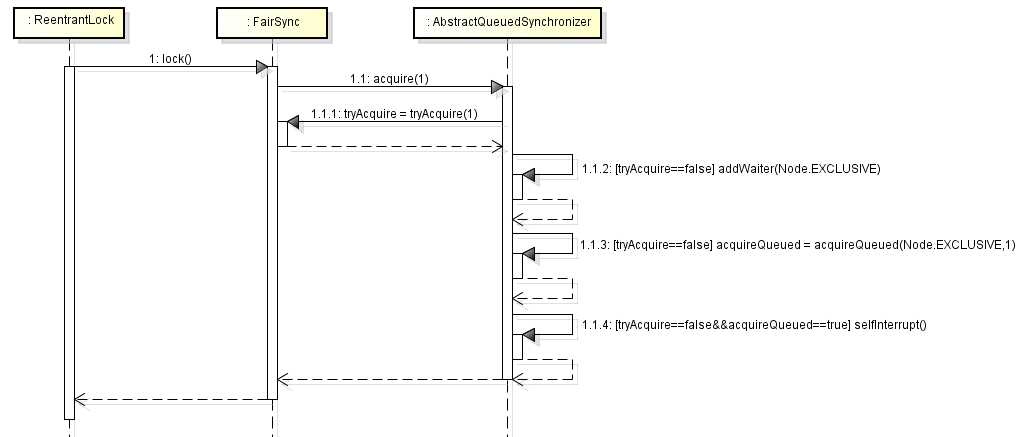 : ReentrantLock
: FairSync
: AbstractQueuedSynchronizer
1: lock()
1.1: acquire(1)
1.1.1: tryAcquire = tryAcquire(1)
1.1.2: [tryAcquire==false] addWaiter(Node.EXCLUSIVE)
1.1.3: [tryAcquire==false] acquireQueued = acquireQueued(Node.EXCLUSIVE,1)
1.1.4: [tryAcquire==false&&acquireQueued==true] selfInterrupt()